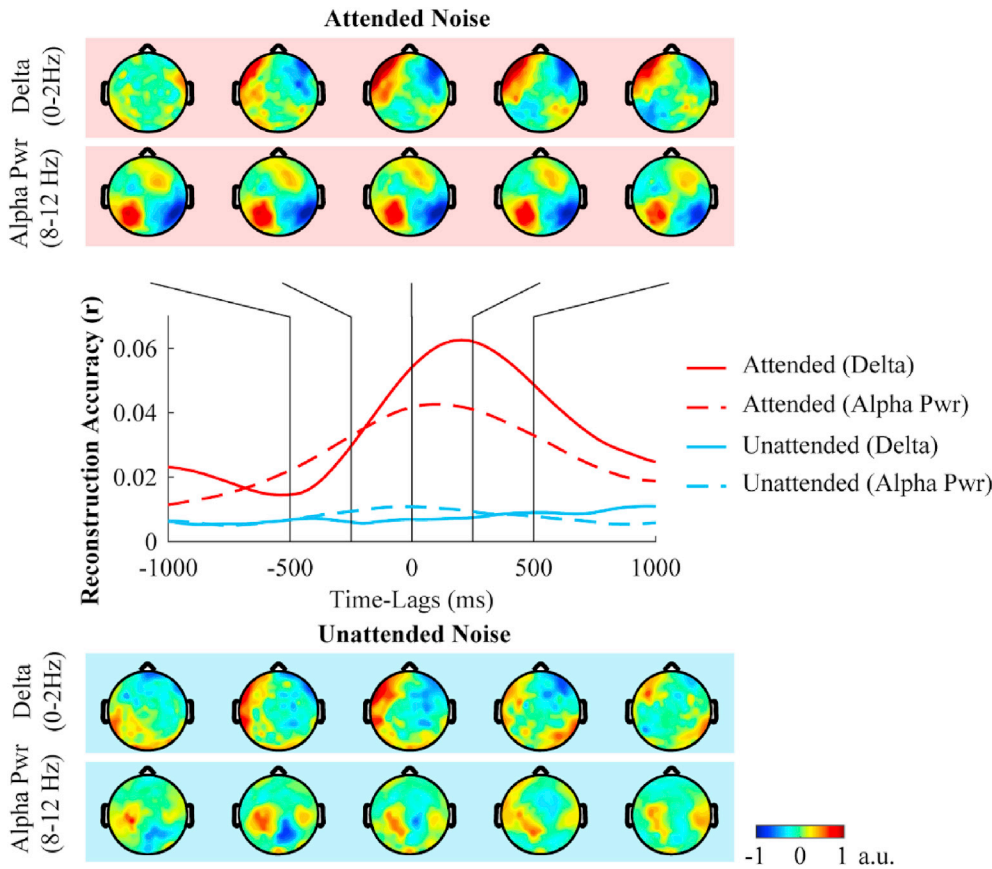 Attended Noise
Delta
(0-2Hz)
Alpha Pwr
(8-12 Hz)
Reconstruction Accuracy (r)
0.06
0.04
0.02
0
-1000
-500
0
500
1000
Time-Lags (ms)
Attended (Delta)
Attended (Alpha Pwr)
Unattended (Delta)
Unattended (Alpha Pwr)
Unattended Noise
Delta
(0-2Hz)
Alpha Pwr
(8-12 Hz)
-1 0 1 a.u.